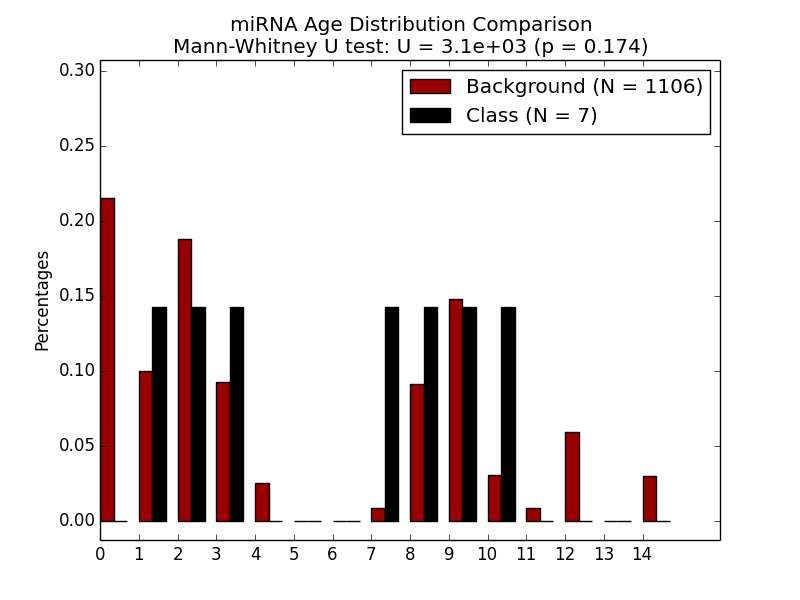 miRNA Age Distribution Comparison
Mann-Whitney U test: U = 3.1e+03 (p = 0.174)
Background (N = 1106)
Class (N = 7)
Percentages
0.30
0.25
0.20
0.15
0.10
0.05
0.00
0 1 2 3 4 5 6 7 8 9 10 11 12 13 14